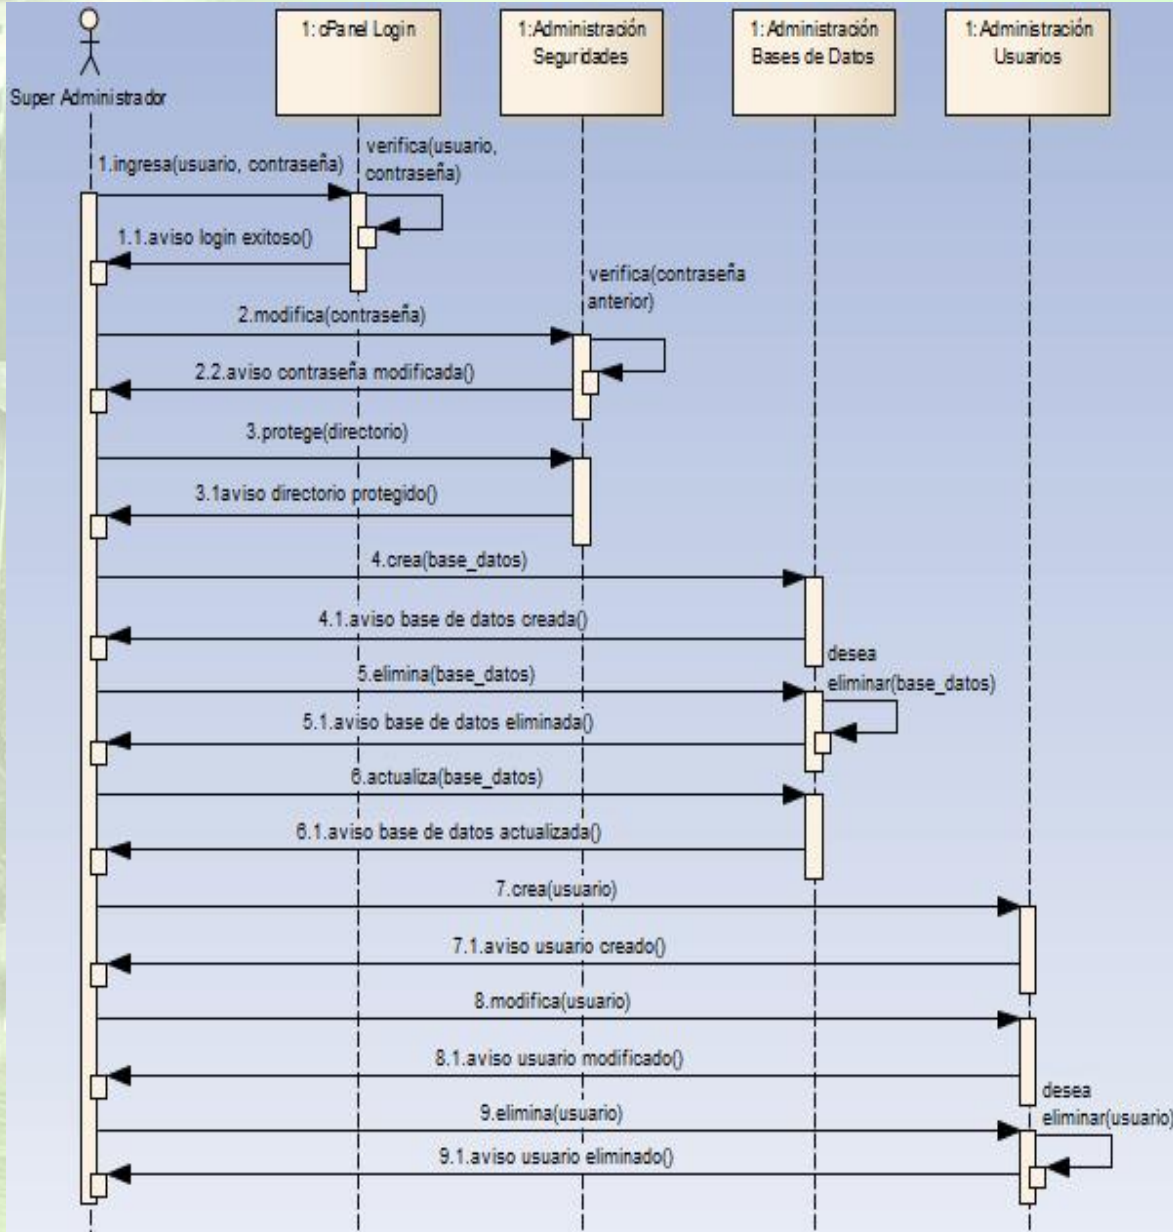 Super Administrador
1: cPanel Login
1: Administración
Seguridades
1: Administración
Bases de Datos
1: Administración
Usuarios
1.ingresa(usuario, contraseña)
verifica(usuario,
contraseña)
1.1.aviso login exitoso()
verifica(contraseña
anterior)
2.modifica(contraseña)
2.2.aviso contraseña modificada()
3.protege(directorio)
3.1aviso directorio protegido()
4.crea(base_datos)
4.1.aviso base de datos creada()
desea
eliminar(base_datos)
5.elimina(base_datos)
5.1.aviso base de datos eliminada()
6.actualiza(base_datos)
6.1.aviso base de datos actualizada()
7.crea(usuario)
7.1.aviso usuario creado()
8.modifica(usuario)
8.1.aviso usuario modificado()
desea
eliminar(usuario)
9.elimina(usuario)
9.1.aviso usuario eliminado()